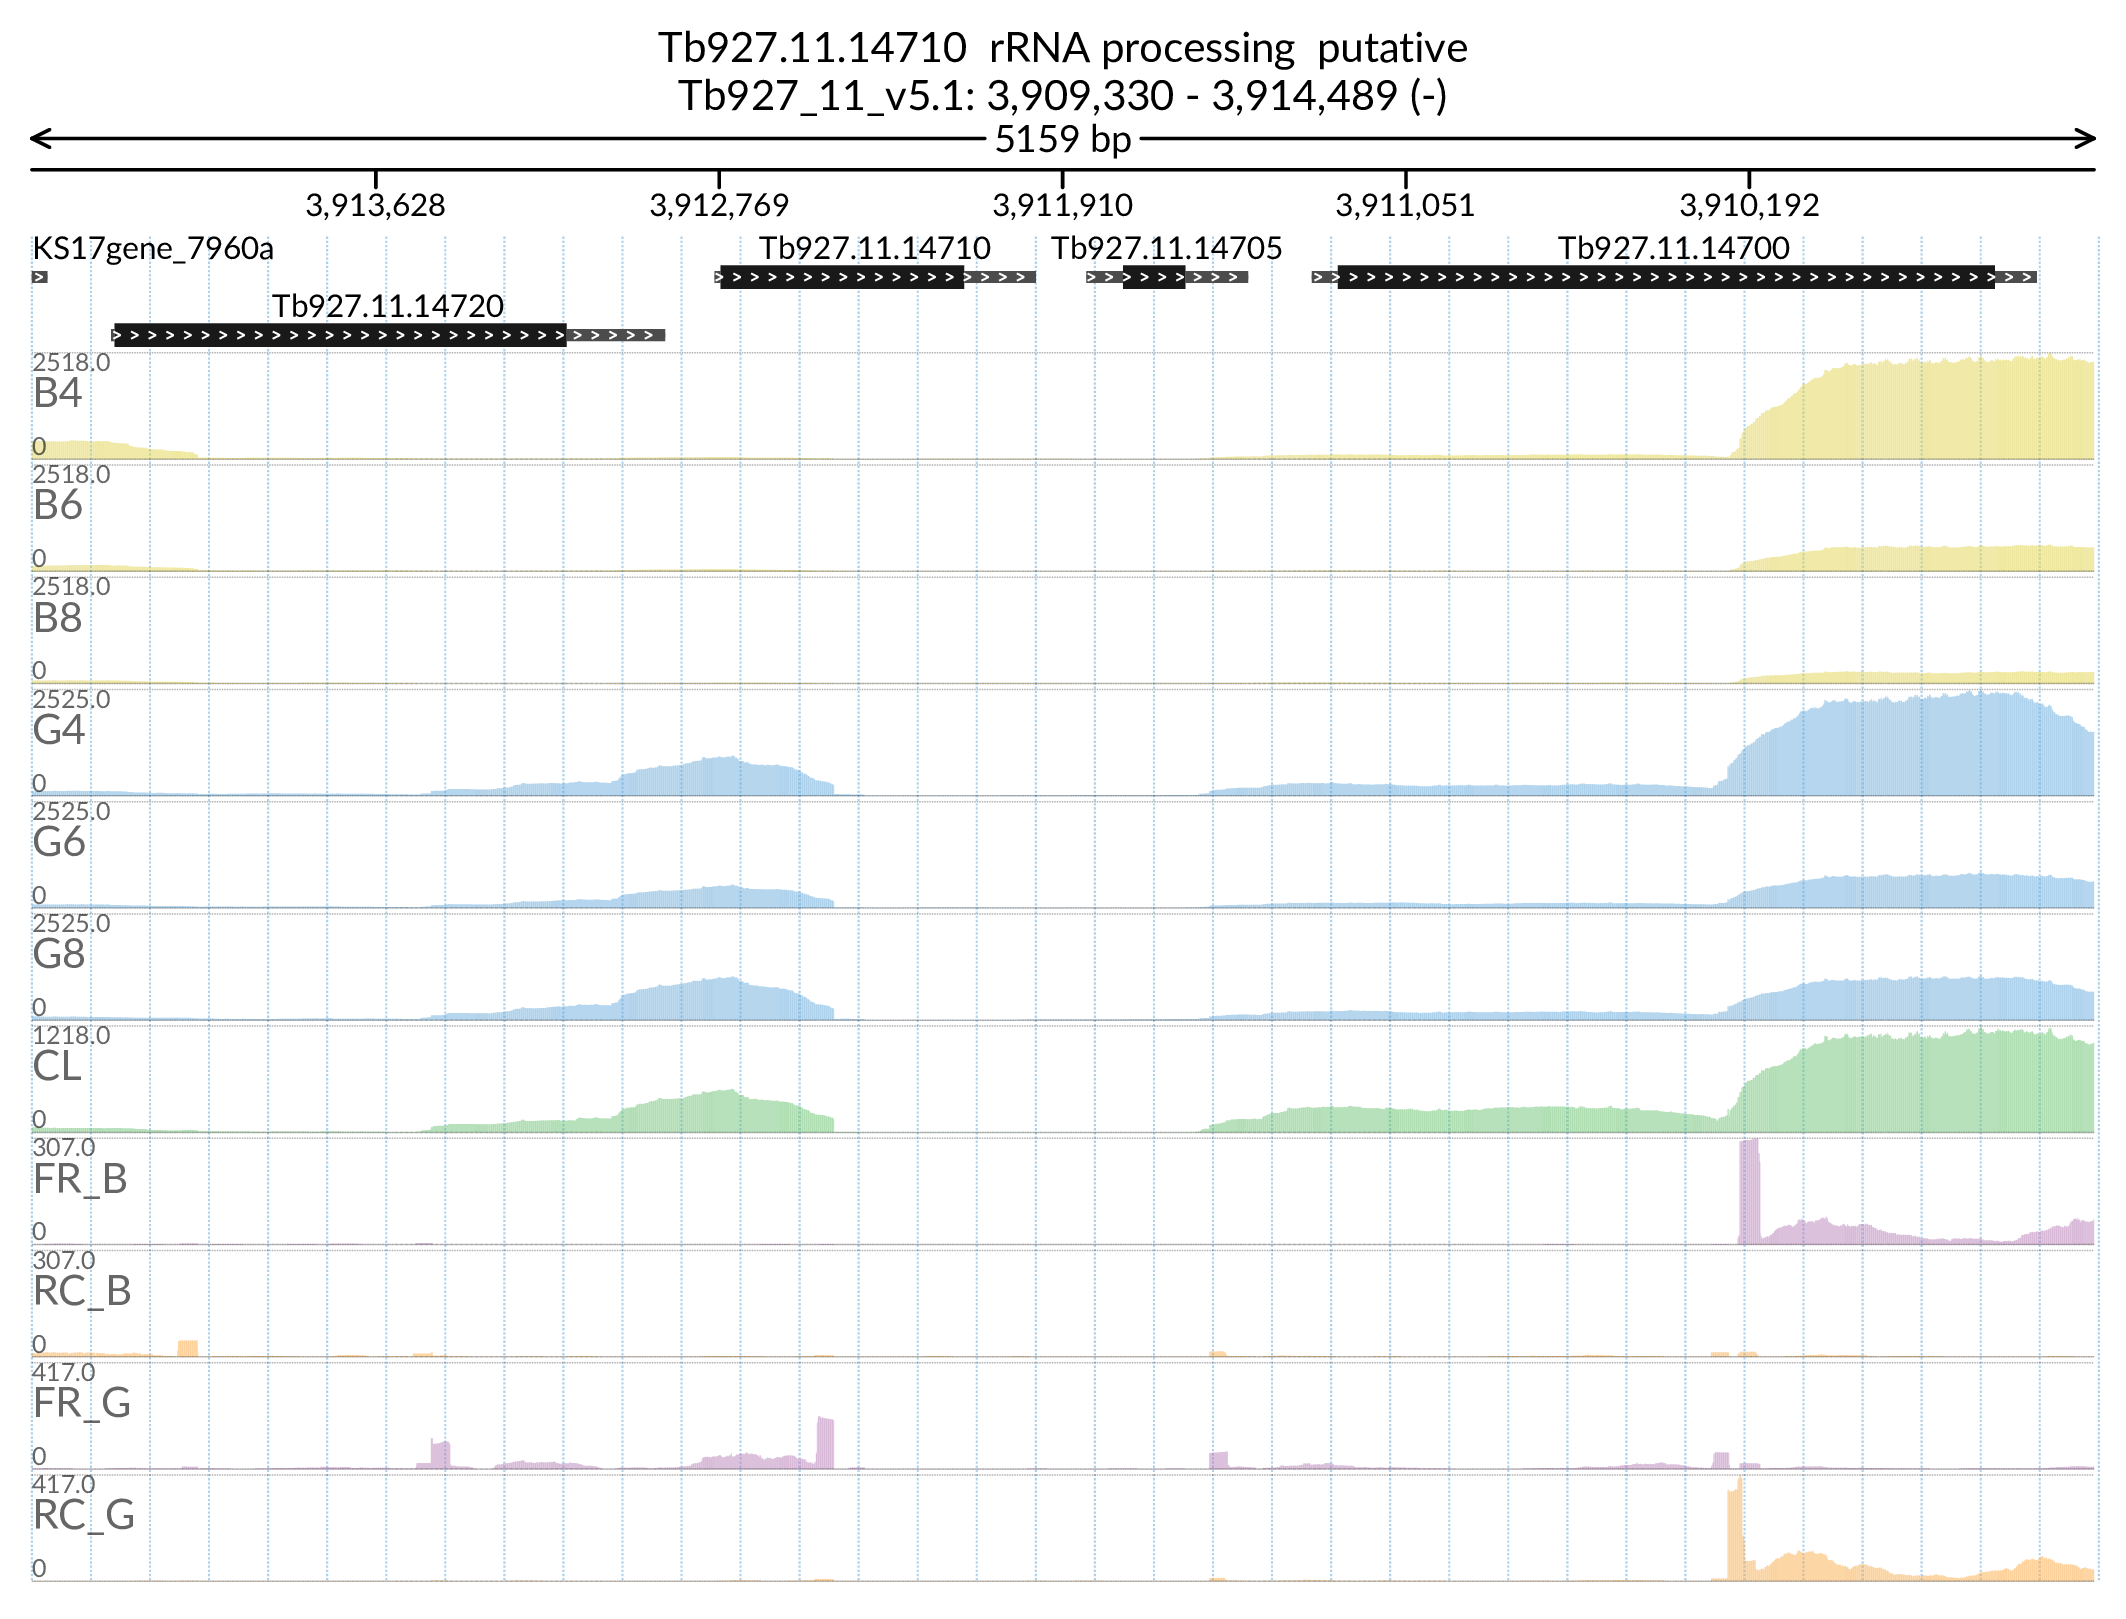 Tb927.11.14710  rRNA processing  putative
Tb927_11_v5.1: 3,909,330 - 3,914,489 (-)
5159 bp
3,913,628 3,912,769 3,911,910 3,911,051 3,910,192
KS17gene_7960a Tb927.11.14710 Tb927.11.14705 Tb927.11.14700
Tb927.11.14720
2518.0
B4
0
2518.0
B6
0
2518.0
B8
0
2525.0
G4
0
2525.0
G6
0
2525.0
G8
0
1218.0
CL
0
307.0
FR_B
0
307.0
RC_B
0
417.0
FR_G
0
417.0
RC_G
0